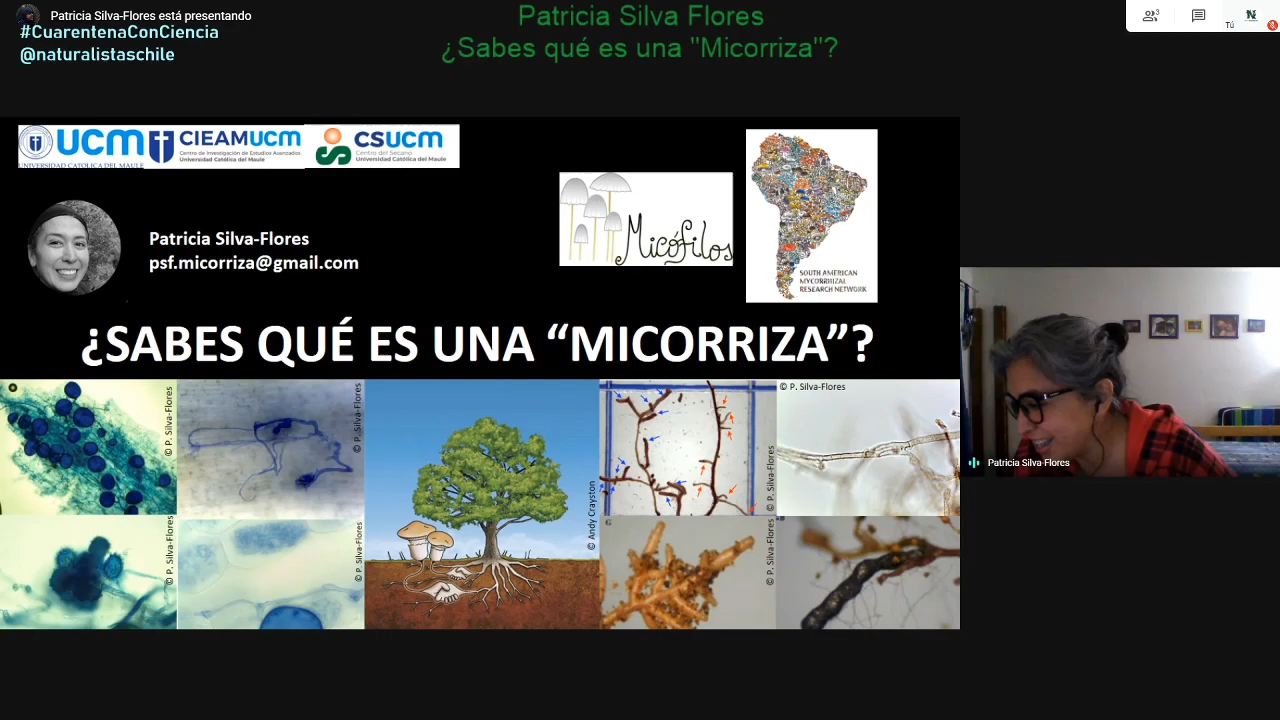 Patricia Silva-Flores está presentando
#CuarentenaConCiencia
@naturalistaschile
Patricia Silva Flores
¿Sabes qué es una "Micorriza"?
3
Tú
UCM
UNIVERSIDAD CATÓLICA DEL MAULE
CIEAMUCM
Centro de Investigación de Estudios Avanzados
Universidad Católica del Maule
CSUCM
Centro del Secano
Universidad Católica del Maule
Patricia Silva-Flores
psf.micorriza@gmail.com
Micófilos
SOUTH AMERICAN
MYCORRHIZAL
RESEARCH NETWORK
¿SABES QUÉ ES UNA “MICORRIZA”?
© P. Silva-Flores
© P. Silva-Flores
© Andy Crayston
© P. Silva-Flores
© P. Silva-Flores
© P. Silva-Flores
© P. Silva-Flores
© P. Silva-Flores
Patricia Silva-Flores